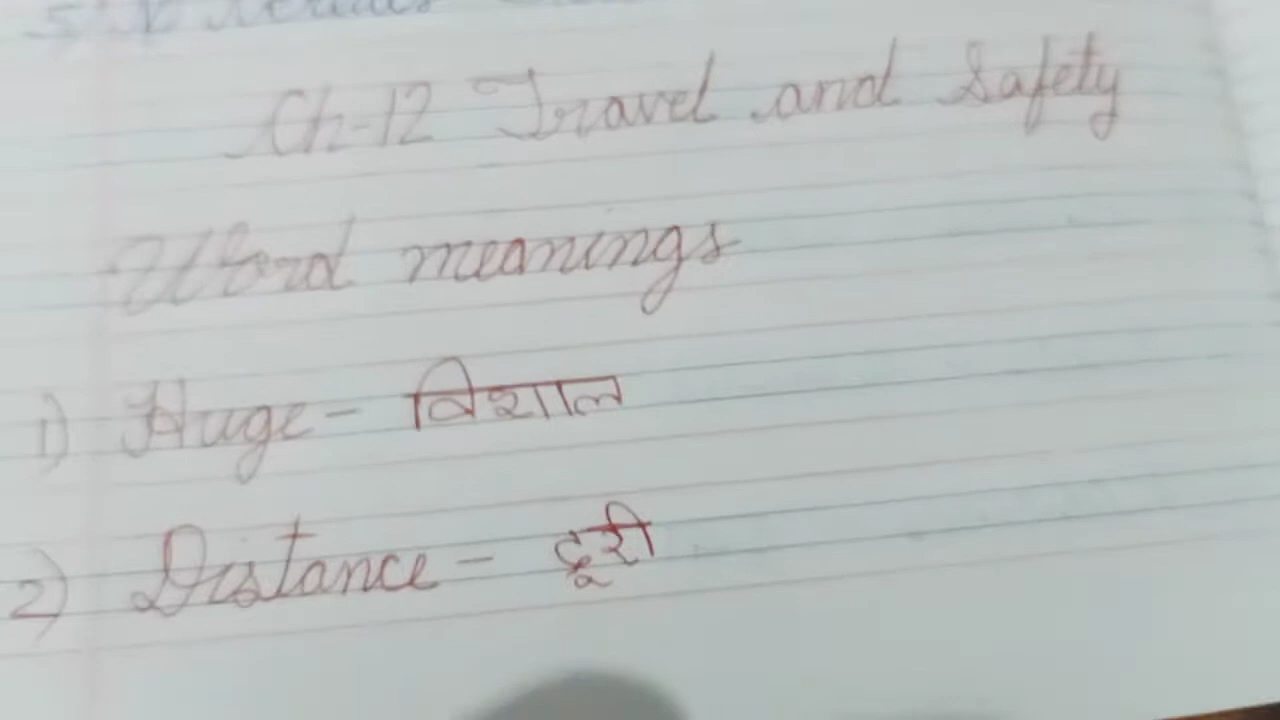 Ch-12 Travel and Safety
Word meanings
1) Huge - विशाल
2) Distance - दूरी